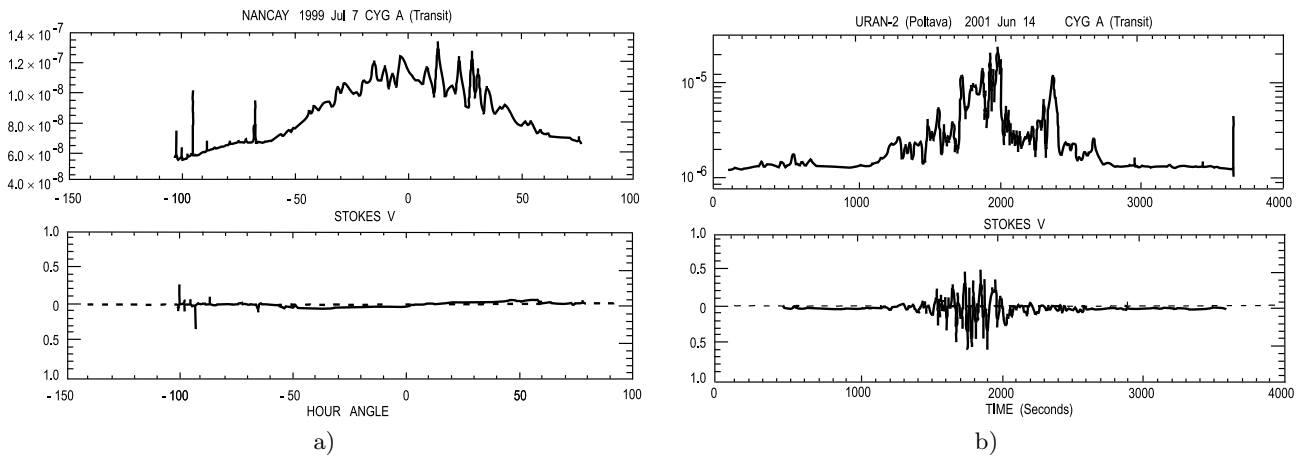 NANCAY 1999 Jul 7 CYG A (Transit)
1.4 × 10⁻⁷
1.2 × 10⁻⁷
1.0 × 10⁻⁸
8.0 × 10⁻⁸
6.0 × 10⁻⁸
4.0 × 10⁻⁸
- 150 - 100 - 50 0 50 100
STOKES V
1.0
0.5
0
0.5
1.0
- 150 - 100 - 50 0 50 100
HOUR ANGLE
a)
URAN-2 (Poltava) 2001 Jun 14 CYG A (Transit)
10⁻⁵
10⁻⁶
0 1000 2000 3000 4000
STOKES V
1.0
0.5
0
0.5
1.0
0 1000 2000 3000 4000
TIME (Seconds)
b)